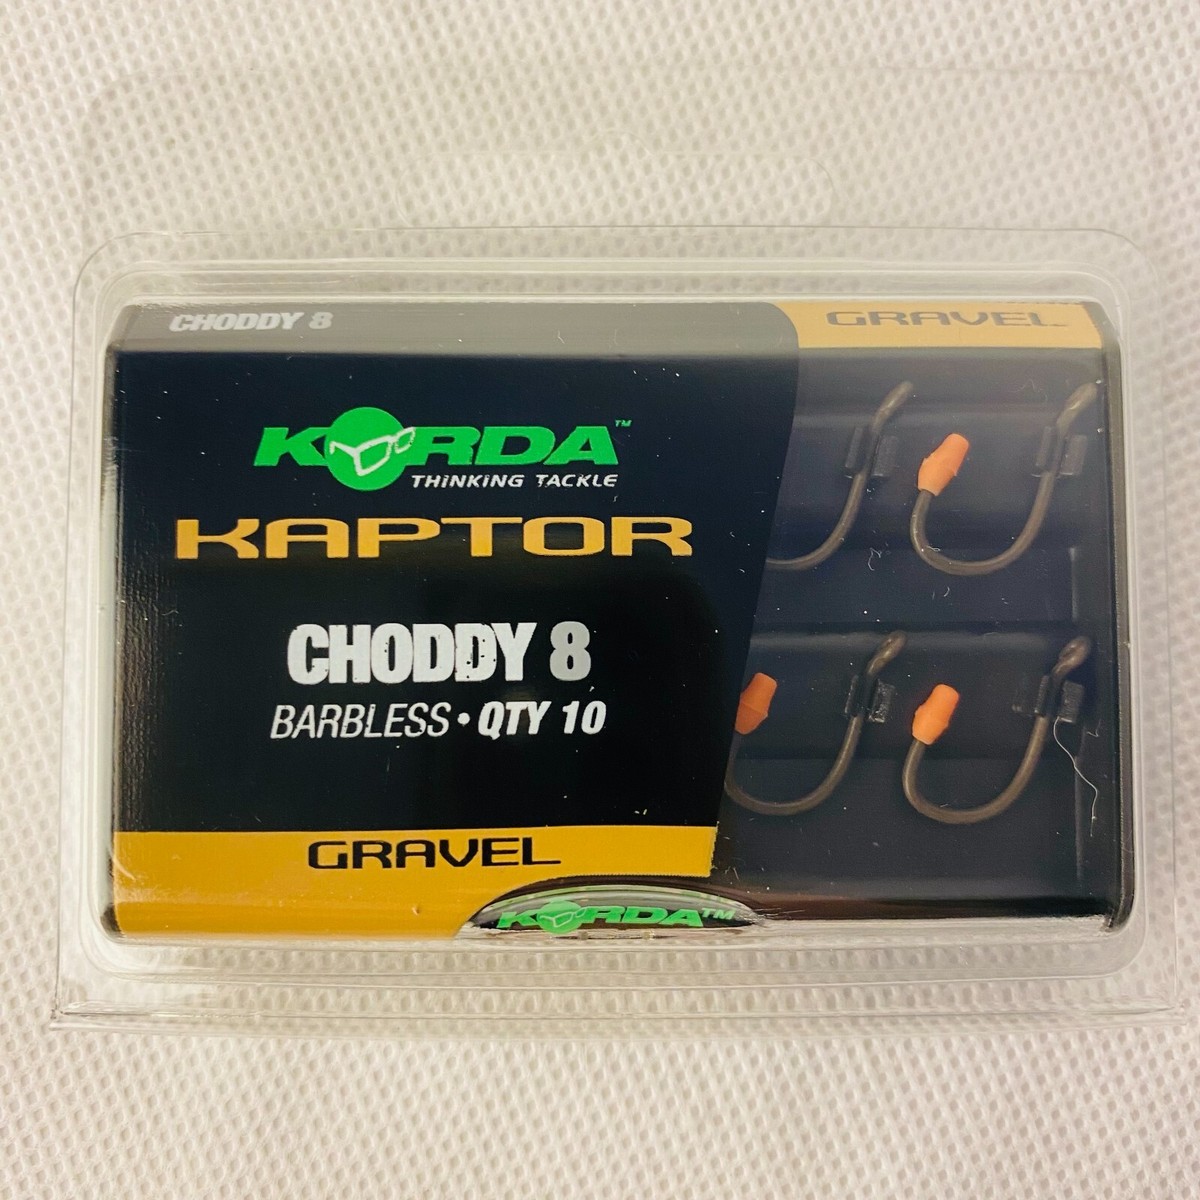 CHODDY 8
GRAVEL
KORDA™
THINKING TACKLE
KAPTOR
CHODDY 8
BARBLESS • QTY 10
GRAVEL
KORDA™